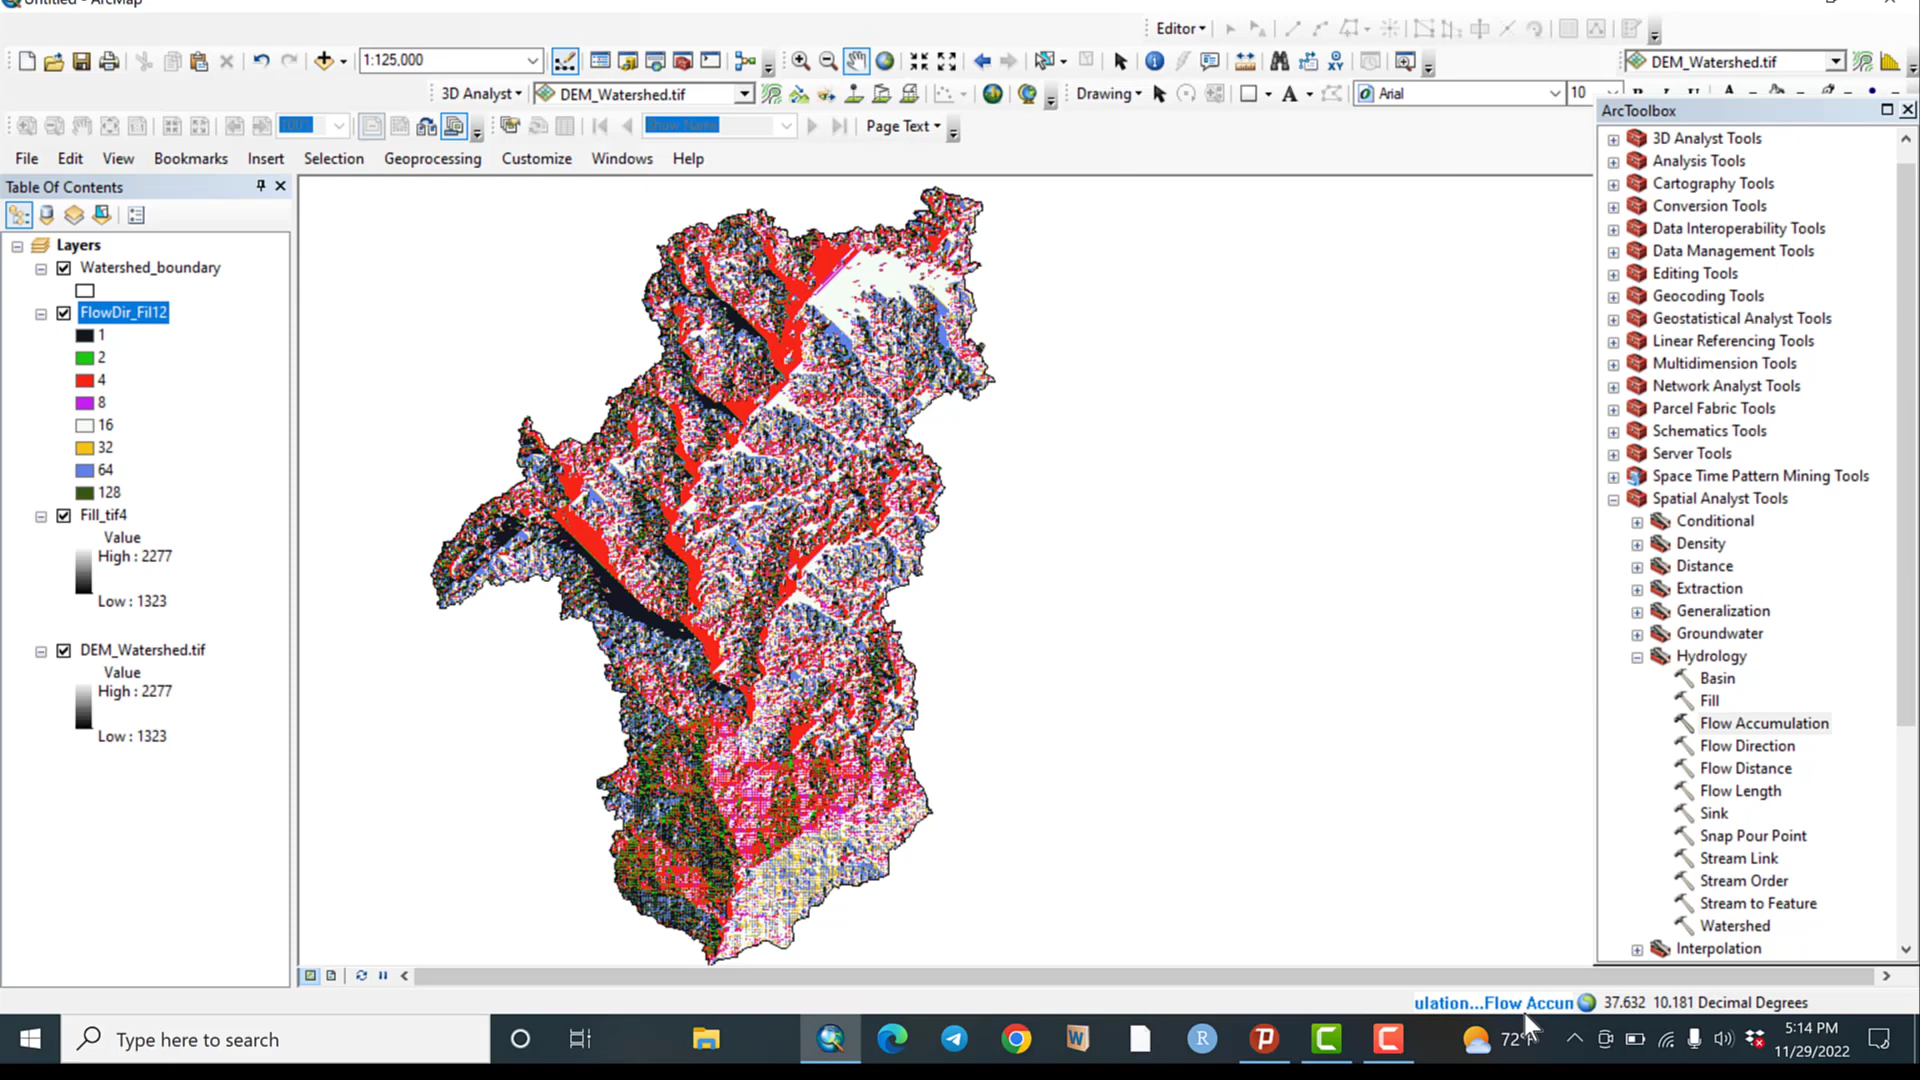 Untitled - ArcMap
Editor
1:125,000
DEM_Watershed.tif
3D Analyst
DEM_Watershed.tif
Drawing
Arial
10
Page Text
File Edit View Bookmarks Insert Selection Geoprocessing Customize Windows Help
Table Of Contents
Layers
Watershed_boundary
FlowDir_Fil12
1
2
4
8
16
32
64
128
Fill_tif4
Value
High : 2277
Low : 1323
DEM_Watershed.tif
Value
High : 2277
Low : 1323
ArcToolbox
3D Analyst Tools
Analysis Tools
Cartography Tools
Conversion Tools
Data Interoperability Tools
Data Management Tools
Editing Tools
Geocoding Tools
Geostatistical Analyst Tools
Linear Referencing Tools
Multidimension Tools
Network Analyst Tools
Parcel Fabric Tools
Schematics Tools
Server Tools
Space Time Pattern Mining Tools
Spatial Analyst Tools
Conditional
Density
Distance
Extraction
Generalization
Groundwater
Hydrology
Basin
Fill
Flow Accumulation
Flow Direction
Flow Distance
Flow Length
Sink
Snap Pour Point
Stream Link
Stream Order
Stream to Feature
Watershed
Interpolation
ulation...Flow Accun
37.632 10.181 Decimal Degrees
Type here to search
72°F
5:14 PM
11/29/2022